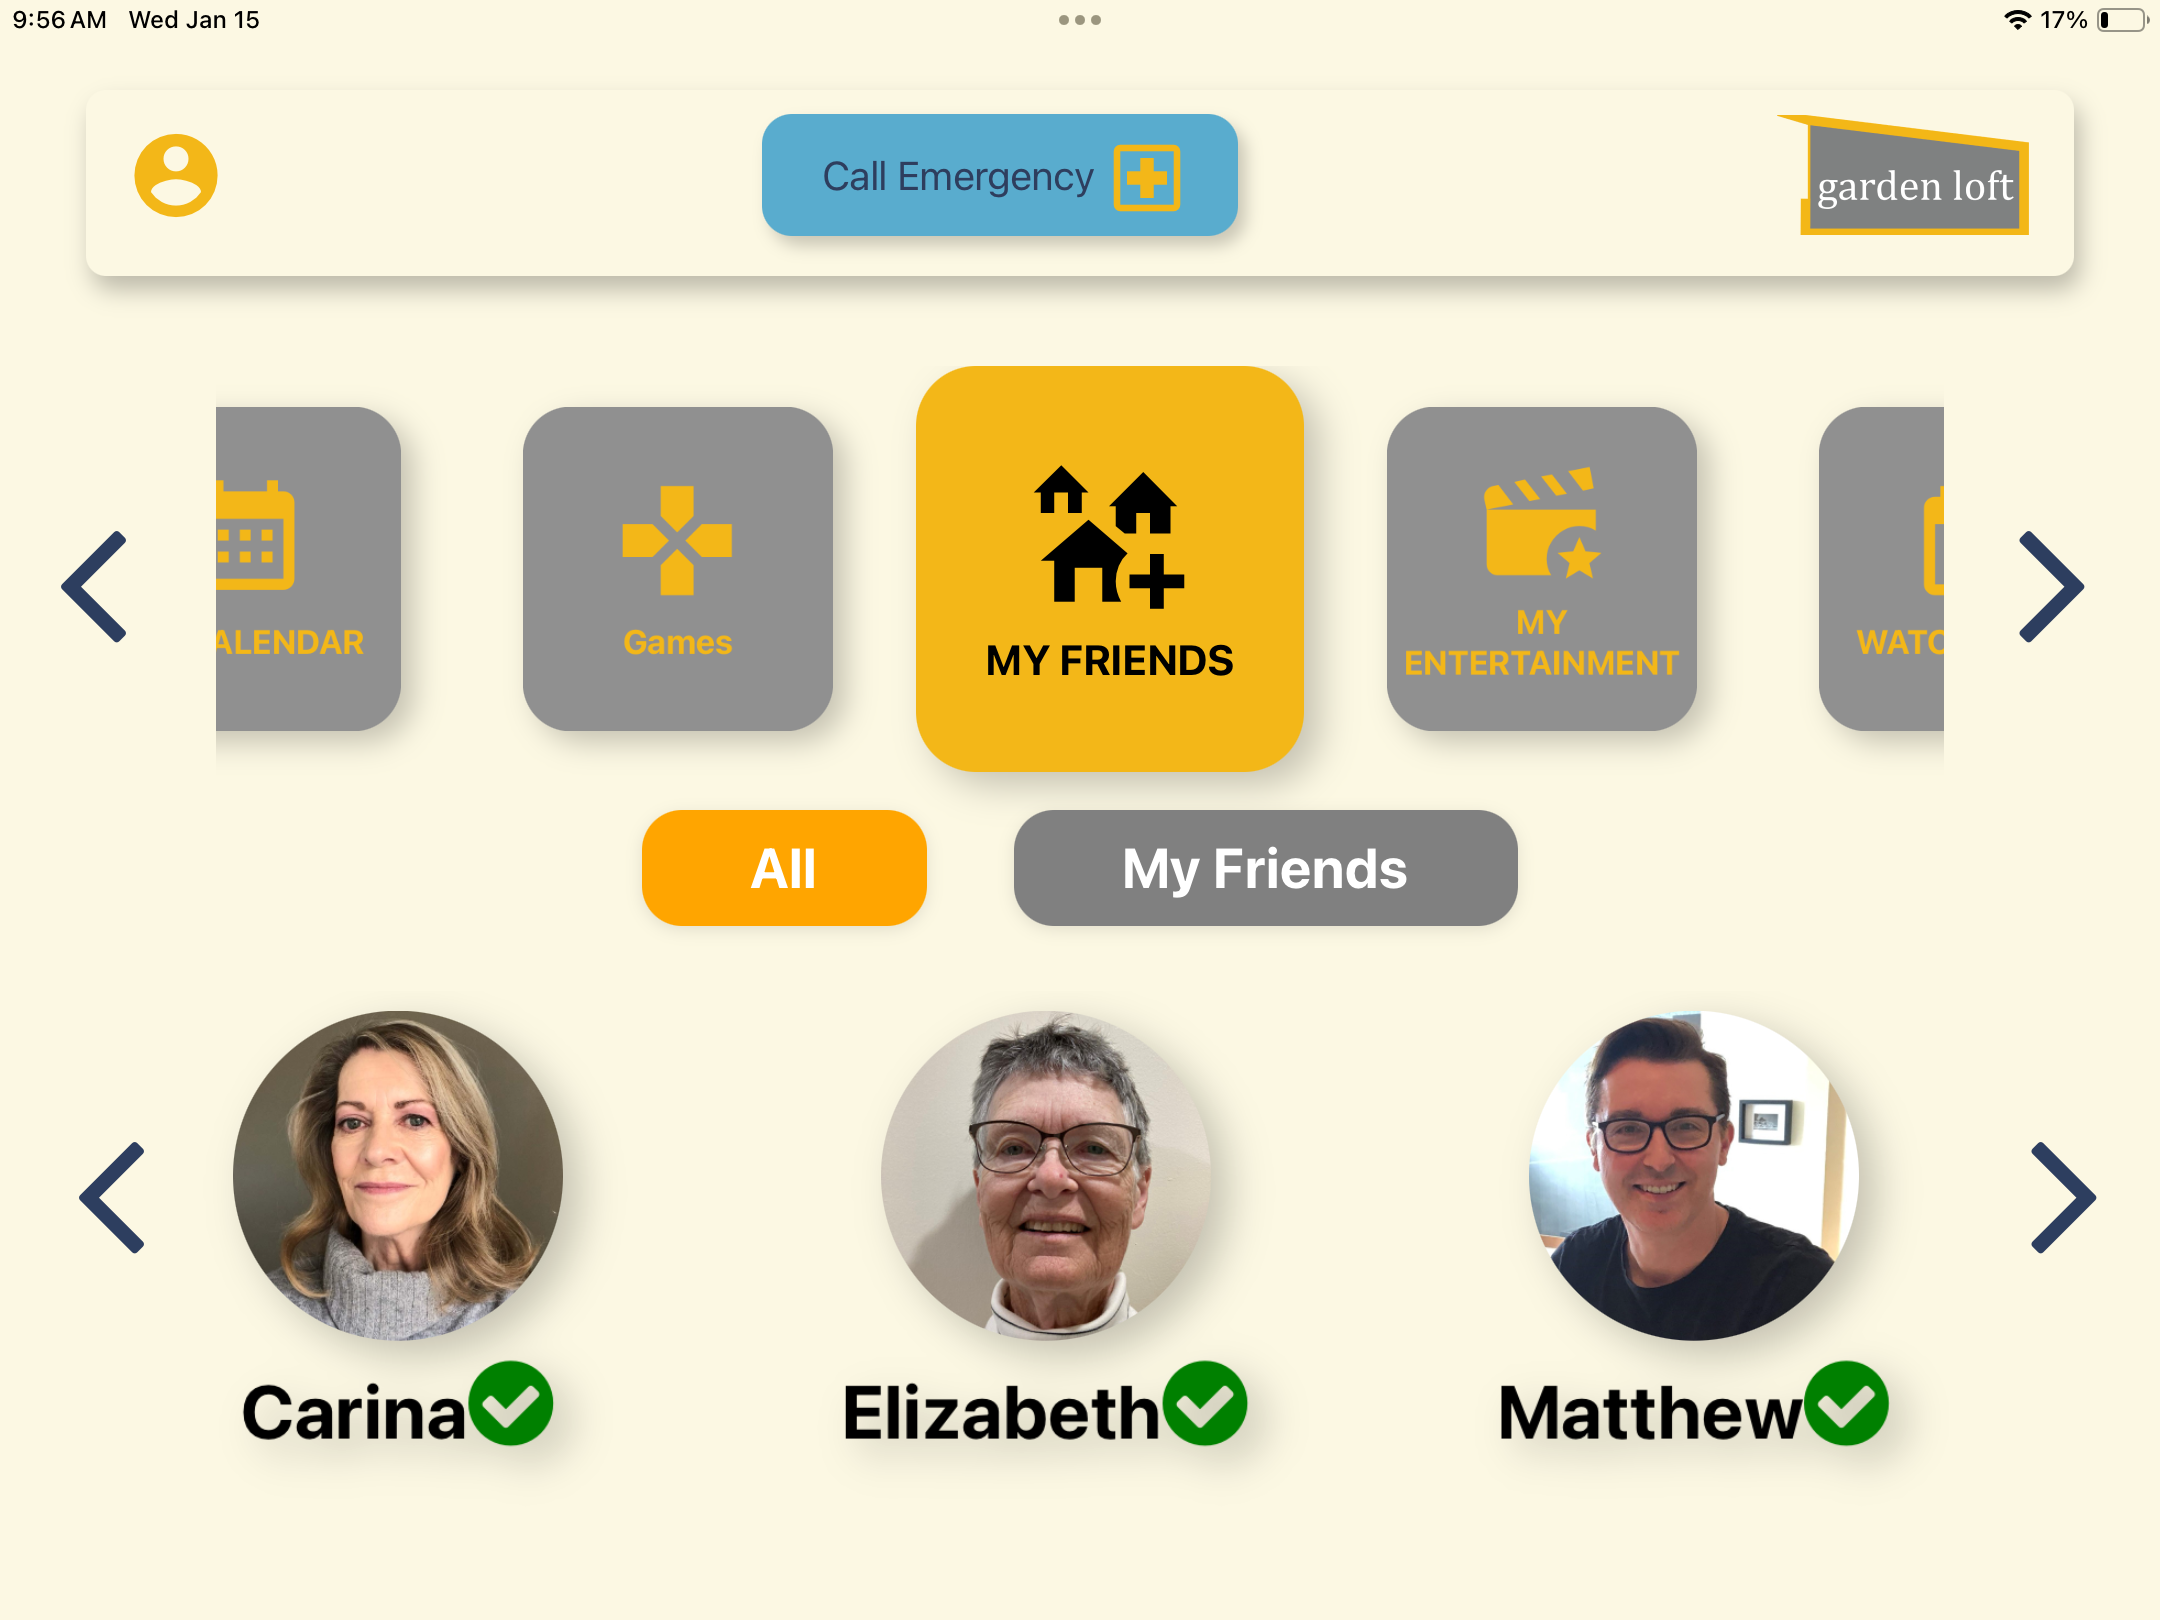 9:56 AM Wed Jan 15
17%
Call Emergency
garden loft
ALENDAR
Games
MY FRIENDS
MY
ENTERTAINMENT
WATC
All
My Friends
Carina
Elizabeth
Matthew